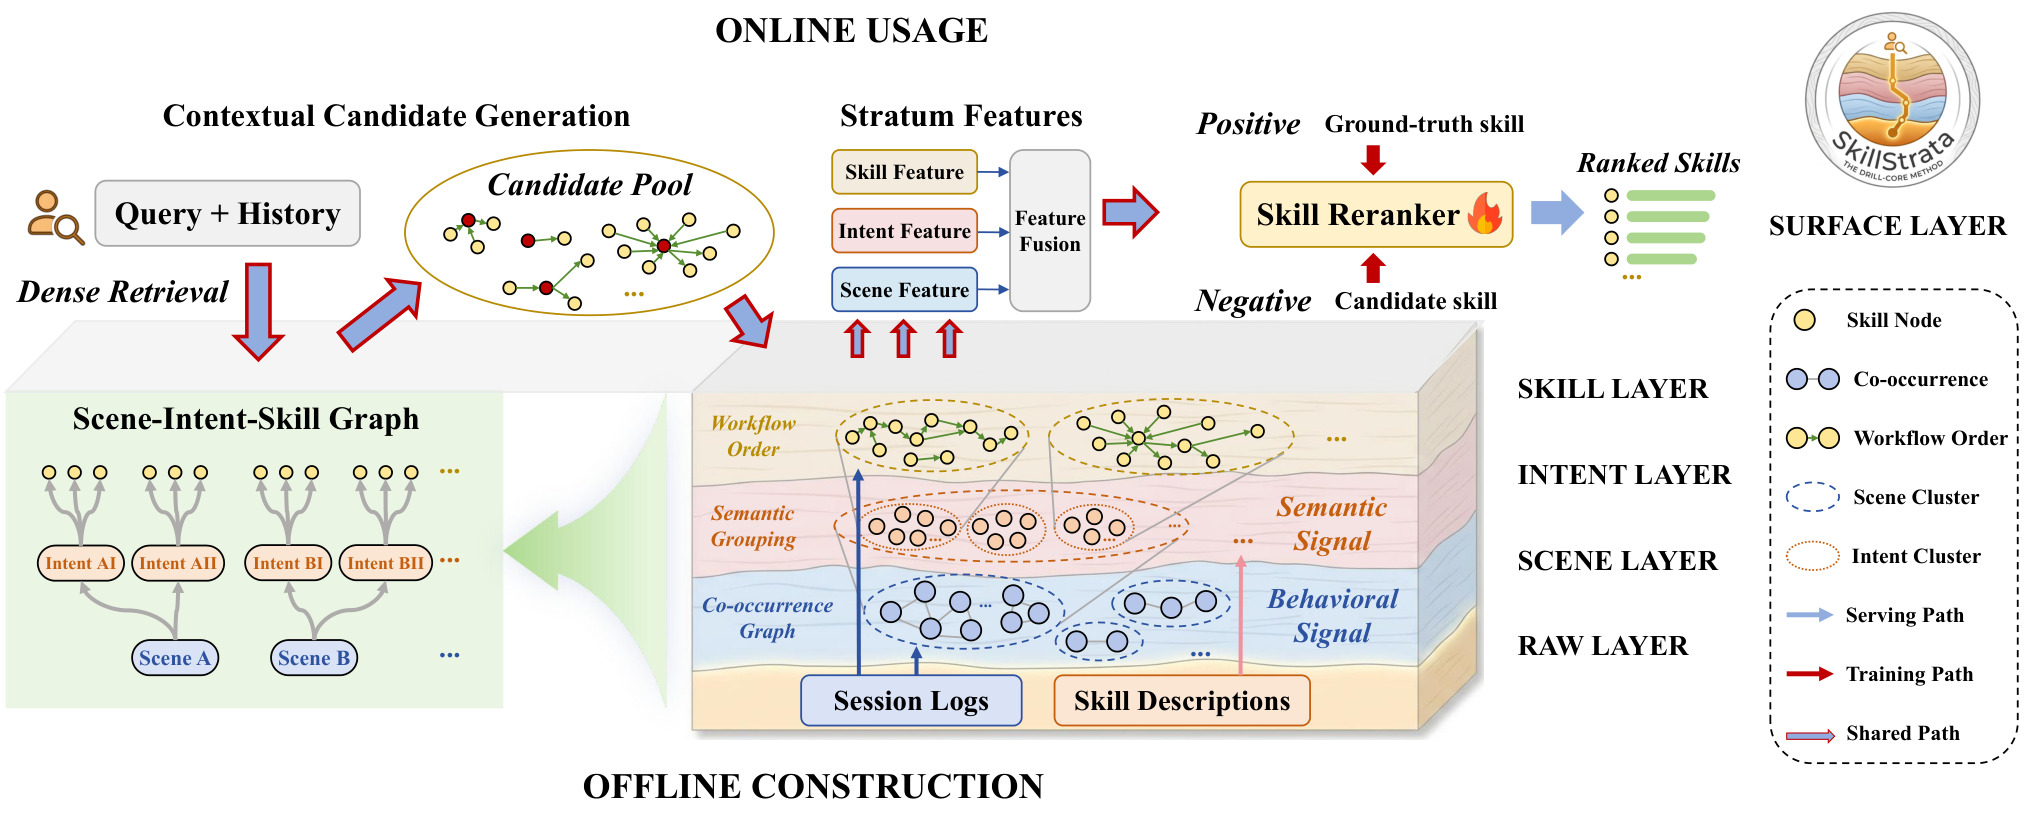 ONLINE USAGE
Contextual Candidate Generation
Query + History
Dense Retrieval
Candidate Pool
...
Stratum Features
Skill Feature
Intent Feature
Scene Feature
Feature
Fusion
Positive
Ground-truth skill
Skill Reranker
Negative
Candidate skill
Ranked Skills
...
SkillStrata
THE DRILL-CORE METHOD
SURFACE LAYER
Scene-Intent-Skill Graph
...
Intent AI
Intent AII
Intent BI
Intent BII
...
Scene A
Scene B
...
Workflow
Order
...
Semantic
Grouping
...
...
...
...
Semantic
Signal
...
Co-occurrence
Graph
...
...
Behavioral
Signal
Session Logs
Skill Descriptions
SKILL LAYER
INTENT LAYER
SCENE LAYER
RAW LAYER
Skill Node
Co-occurrence
Workflow Order
Scene Cluster
Intent Cluster
Serving Path
Training Path
Shared Path
OFFLINE CONSTRUCTION